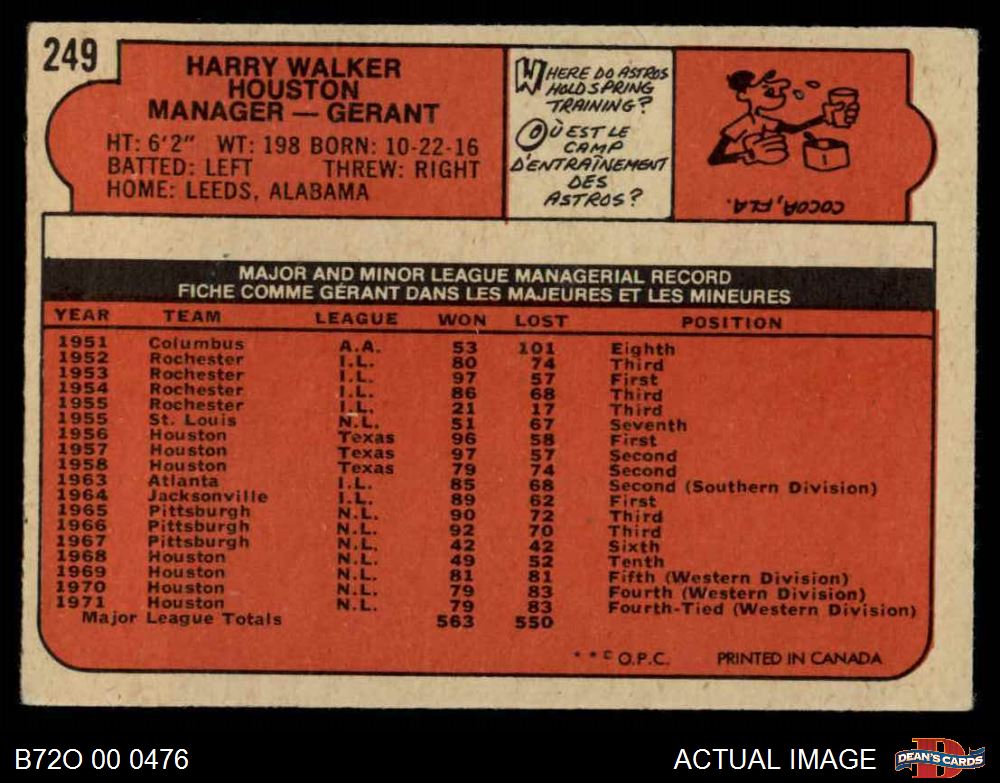 249
HARRY WALKER
HOUSTON
MANAGER — GERANT
HT: 6'2" WT: 198 BORN: 10-22-16
BATTED: LEFT THREW: RIGHT
HOME: LEEDS, ALABAMA
WHERE DO ASTROS
HOLD SPRING
TRAINING?
OÙ EST LE
CAMP
D'ENTRAÎNEMENT
DES
ASTROS?
COCOA, FLA.
MAJOR AND MINOR LEAGUE MANAGERIAL RECORD
FICHE COMME GÉRANT DANS LES MAJEURES ET LES MINEURES
YEAR TEAM LEAGUE WON LOST POSITION
1951 Columbus A.A. 53 101 Eighth
1952 Rochester I.L. 80 74 Third
1953 Rochester I.L. 97 57 First
1954 Rochester I.L. 86 68 Third
1955 Rochester I.L. 21 17 Third
1955 St. Louis N.L. 51 67 Seventh
1956 Houston Texas 96 58 First
1957 Houston Texas 97 57 Second
1958 Houston Texas 79 74 Second
1963 Atlanta I.L. 85 68 Second (Southern Division)
1964 Jacksonville I.L. 89 62 First
1965 Pittsburgh N.L. 90 72 Third
1966 Pittsburgh N.L. 92 70 Third
1967 Pittsburgh N.L. 42 42 Sixth
1968 Houston N.L. 49 52 Tenth
1969 Houston N.L. 81 81 Fifth (Western Division)
1970 Houston N.L. 79 83 Fourth (Western Division)
1971 Houston N.L. 79 83 Fourth-Tied (Western Division)
Major League Totals 563 550
* * © O.P.C. PRINTED IN CANADA
B72O 00 0476 ACTUAL IMAGE DEAN'S CARDS